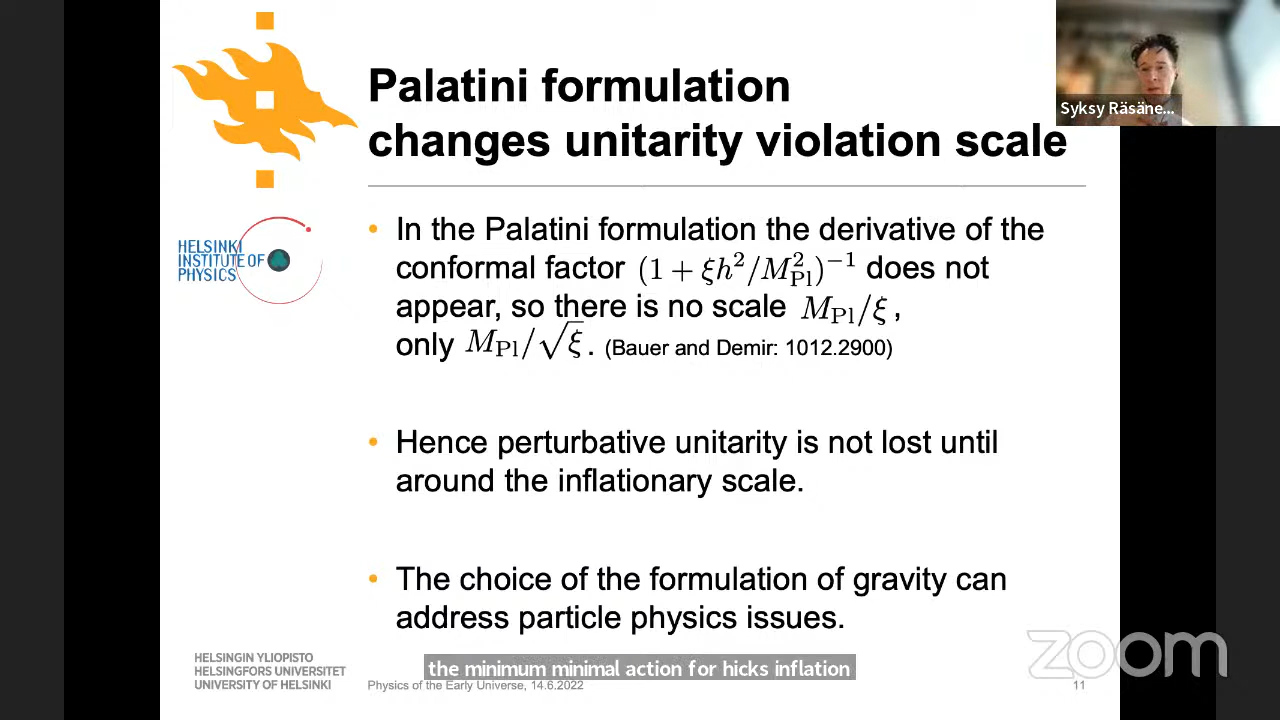 Palatini formulation
changes unitarity violation scale
Syksy Räsäne...
HELSINKI
INSTITUTE OF
PHYSICS
• In the Palatini formulation the derivative of the
conformal factor (1 + ξh²/M²_Pl)⁻¹ does not
appear, so there is no scale M_Pl/ξ ,
only M_Pl/√ξ. (Bauer and Demir: 1012.2900)
• Hence perturbative unitarity is not lost until
around the inflationary scale.
• The choice of the formulation of gravity can
address particle physics issues.
the minimum minimal action for hicks inflation
HELSINGIN YLIOPISTO
HELSINGFORS UNIVERSITET
UNIVERSITY OF HELSINKI
Physics of the Early Universe, 14.6.2022
11
zoom